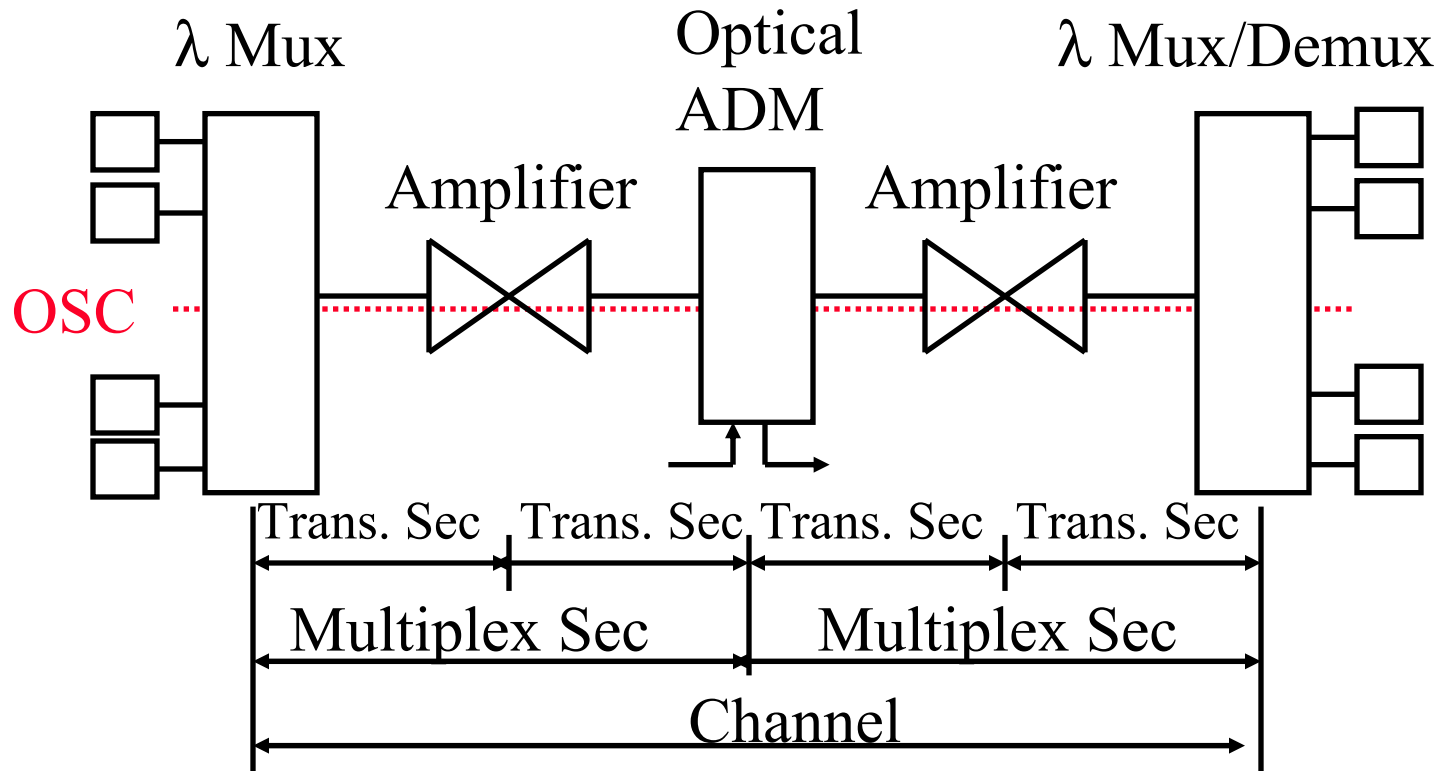 λ Mux
Optical
ADM
λ Mux/Demux
Amplifier
Amplifier
OSC
Trans. Sec
Trans. Sec
Trans. Sec
Trans. Sec
Multiplex Sec
Multiplex Sec
Channel